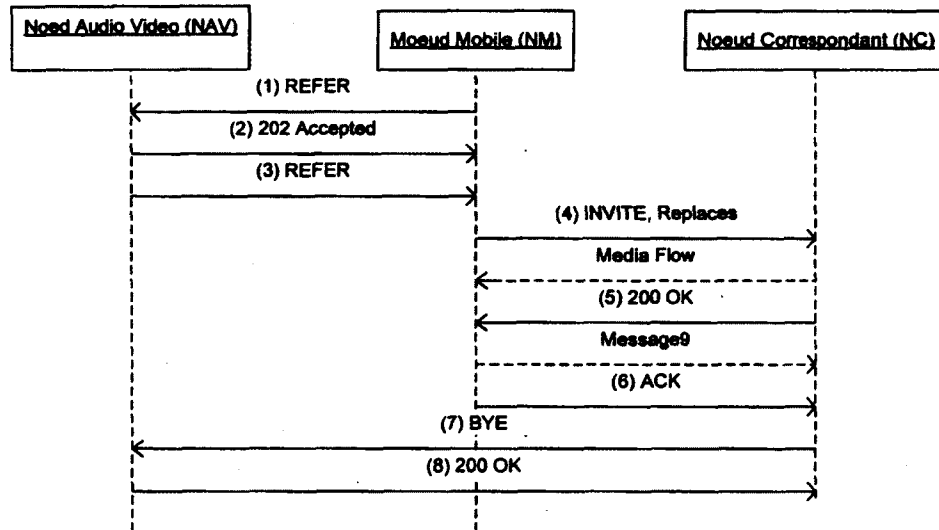 Noed Audio Video (NAV)
Moeud Mobile (NM)
Noeud Correspondant (NC)
(1) REFER
(2) 202 Accepted
(3) REFER
(4) INVITE, Replaces
Media Flow
(5) 200 OK
Message9
(6) ACK
(7) BYE
(8) 200 OK